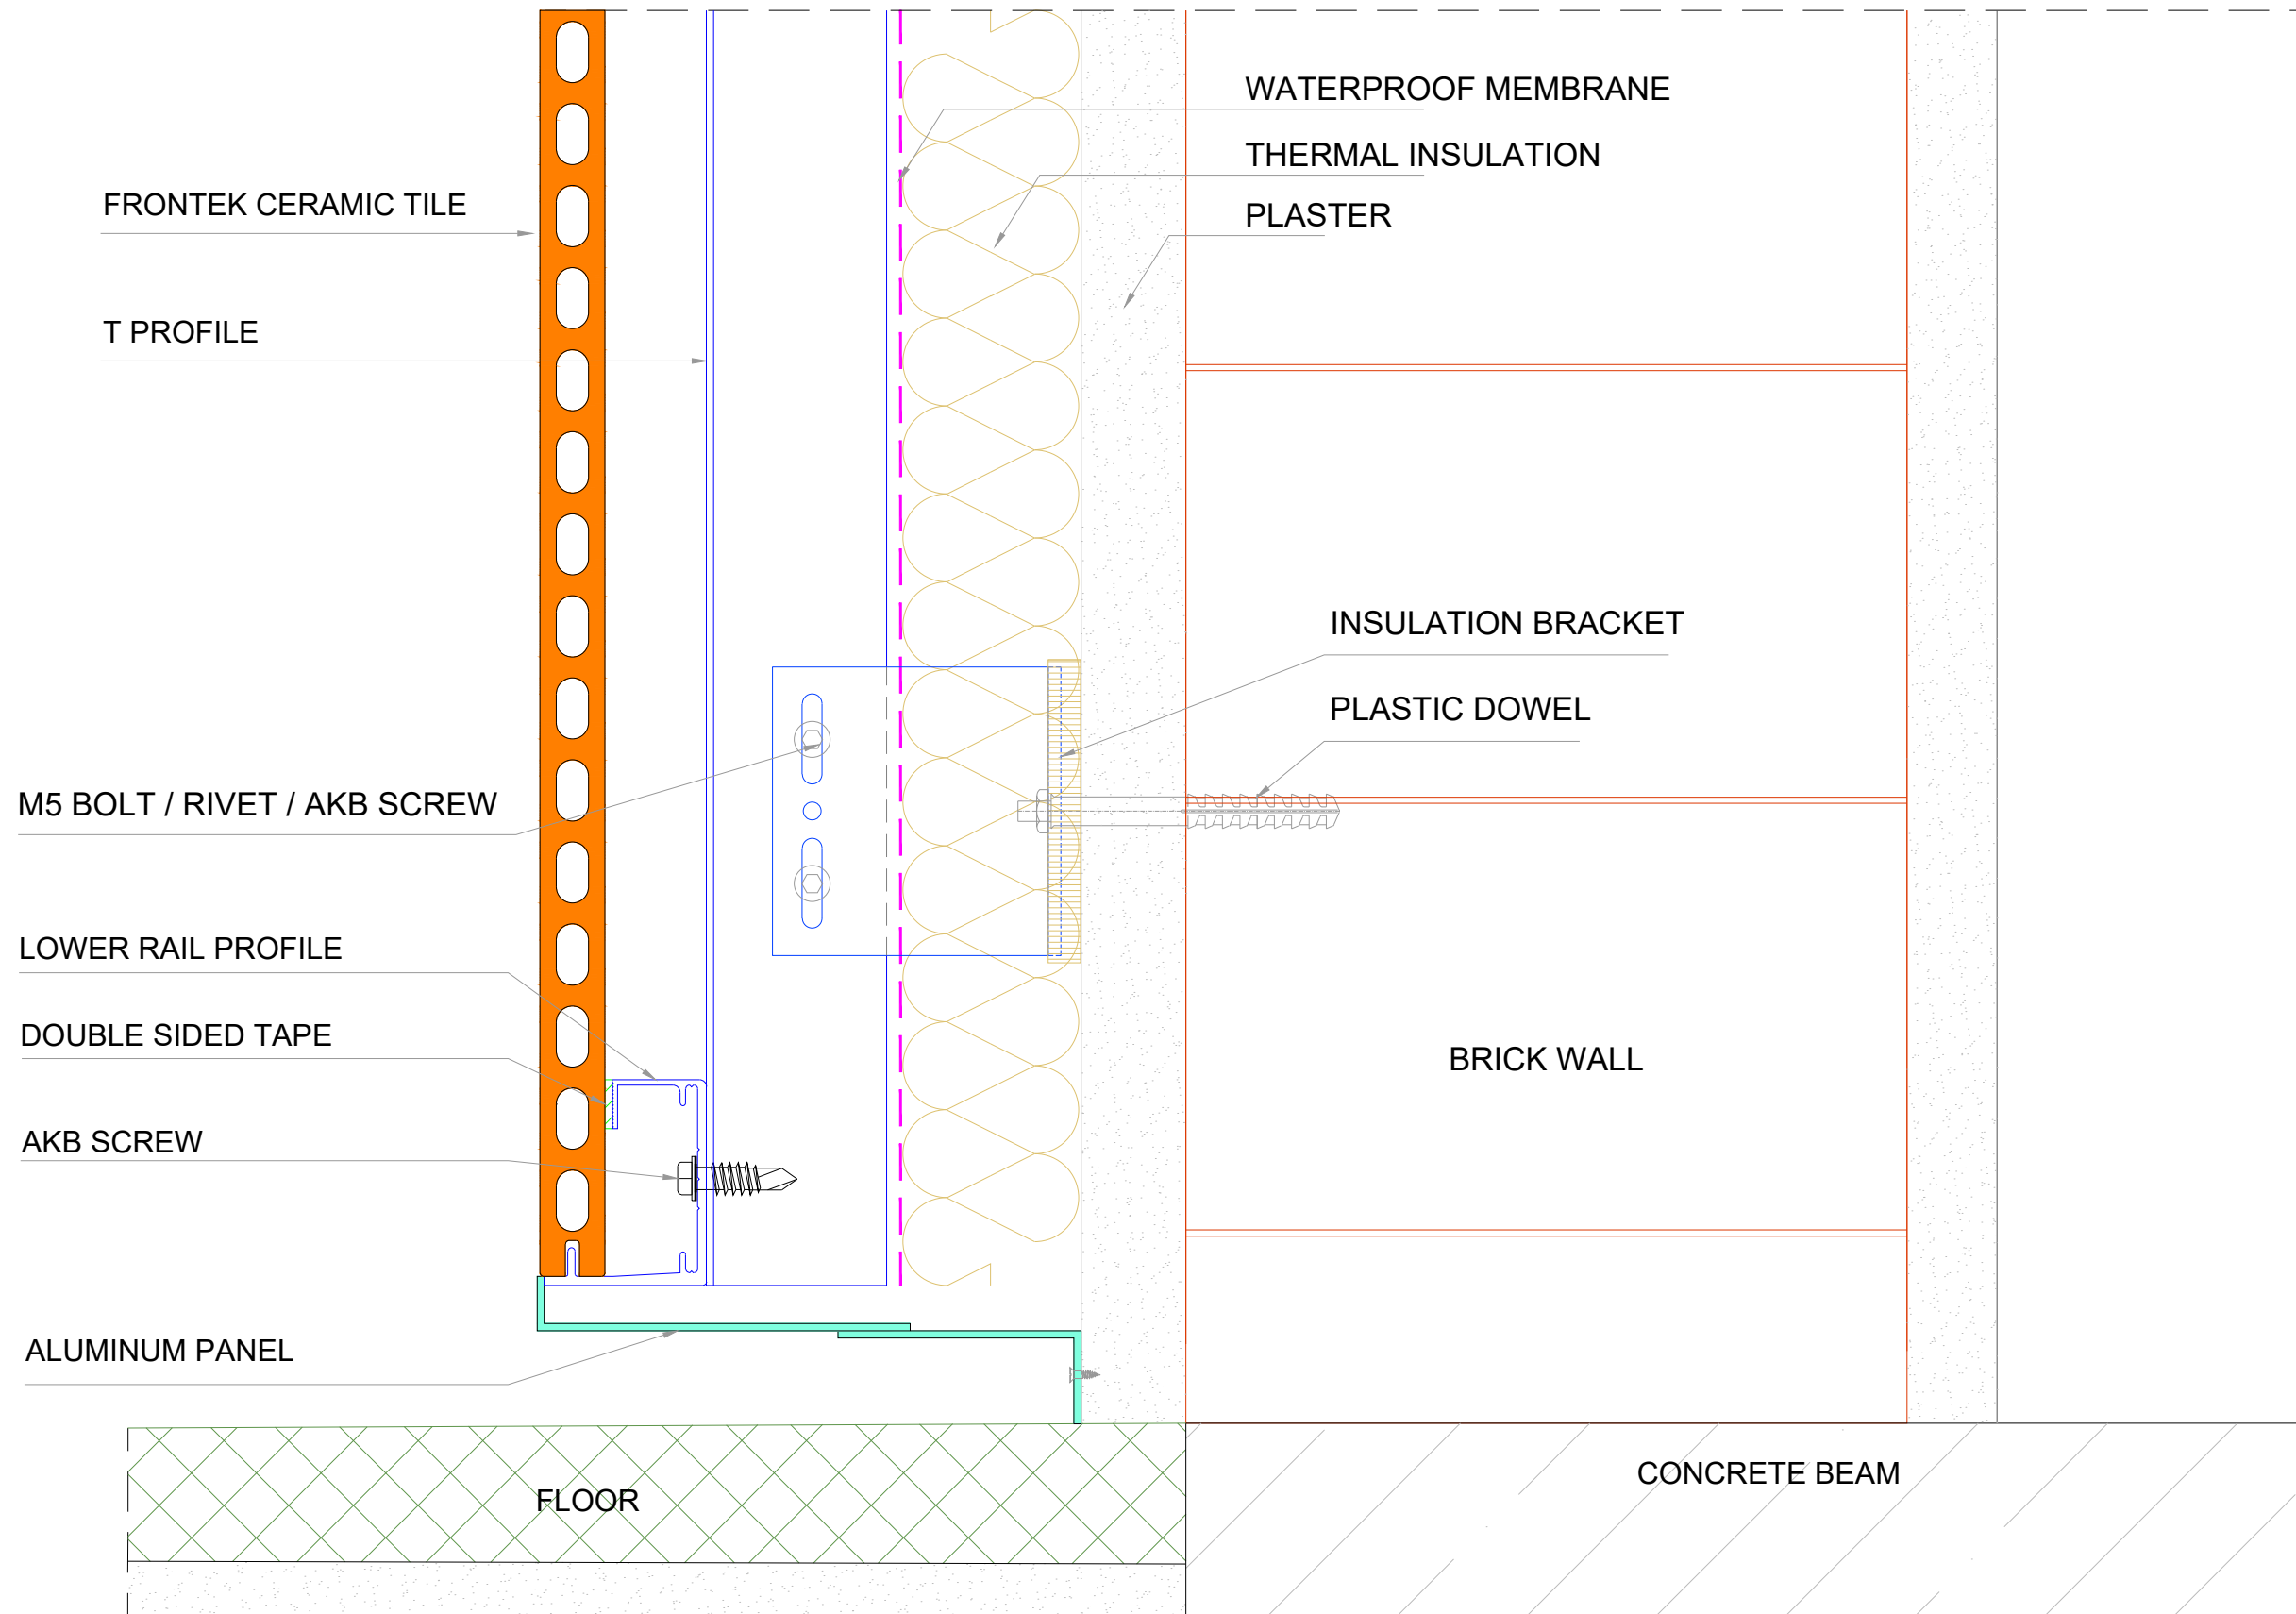 WATERPROOF MEMBRANE
THERMAL INSULATION
FRONTEK CERAMIC TILE
PLASTER
T PROFILE
INSULATION BRACKET
PLASTIC DOWEL
M5 BOLT / RIVET / AKB SCREW
LOWER RAIL PROFILE
DOUBLE SIDED TAPE
BRICK WALL
AKB SCREW
ALUMINUM PANEL
CONCRETE BEAM
FLOOR